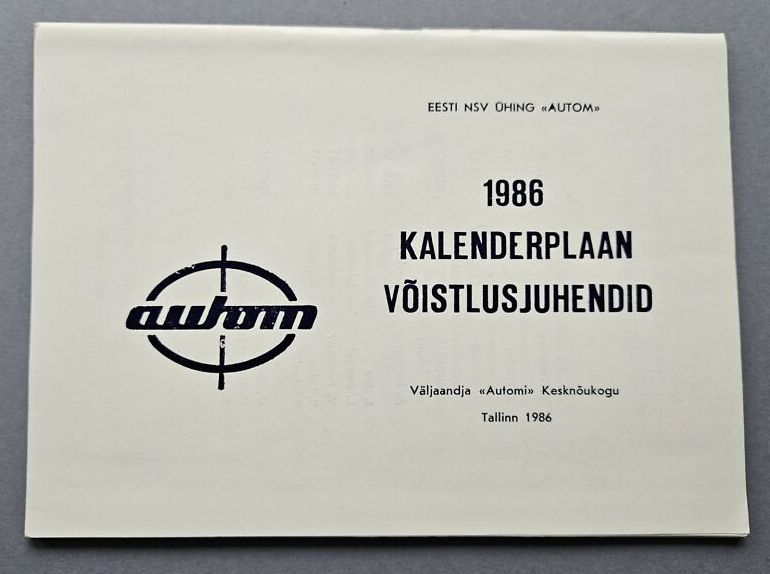 EESTI NSV ÜHING «AUTOM»
1986
KALENDERPLAAN
VÕISTLUSJUHENDID
autom
Väljaandja «Automi» Kesknõukogu
Tallinn 1986